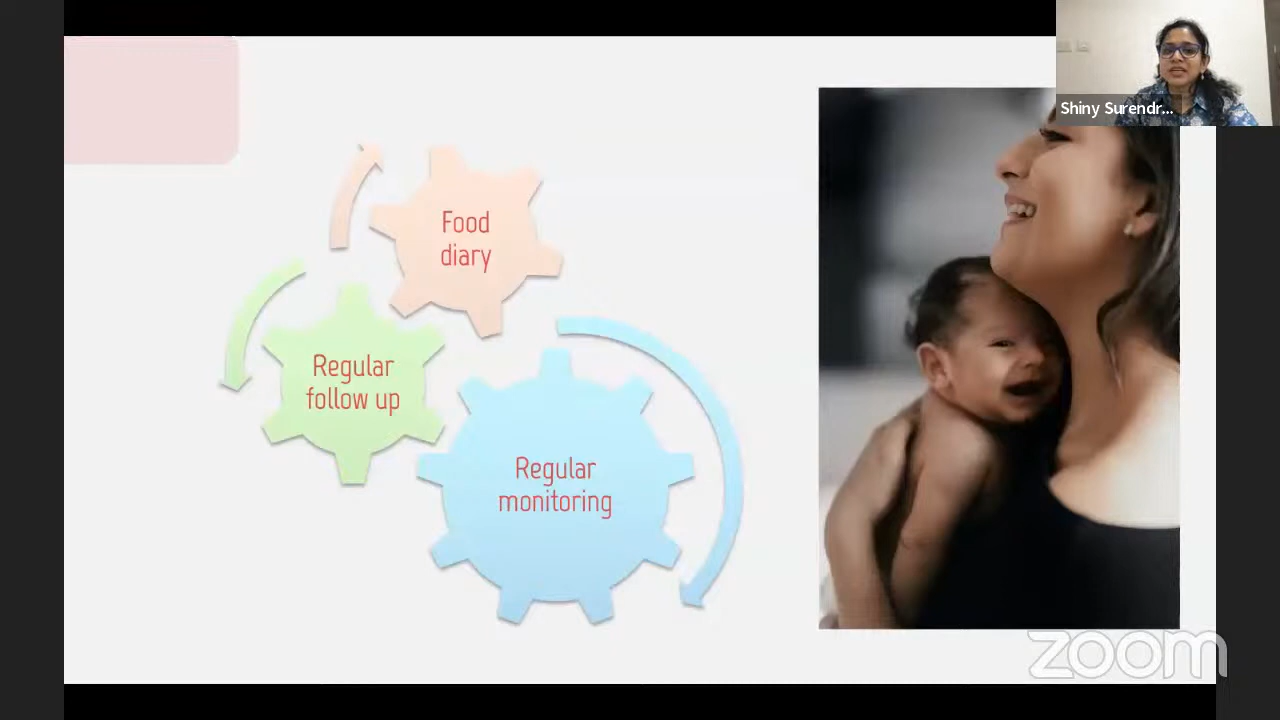 Shiny Surendr...
Food
diary
Regular
follow up
Regular
monitoring
zoom